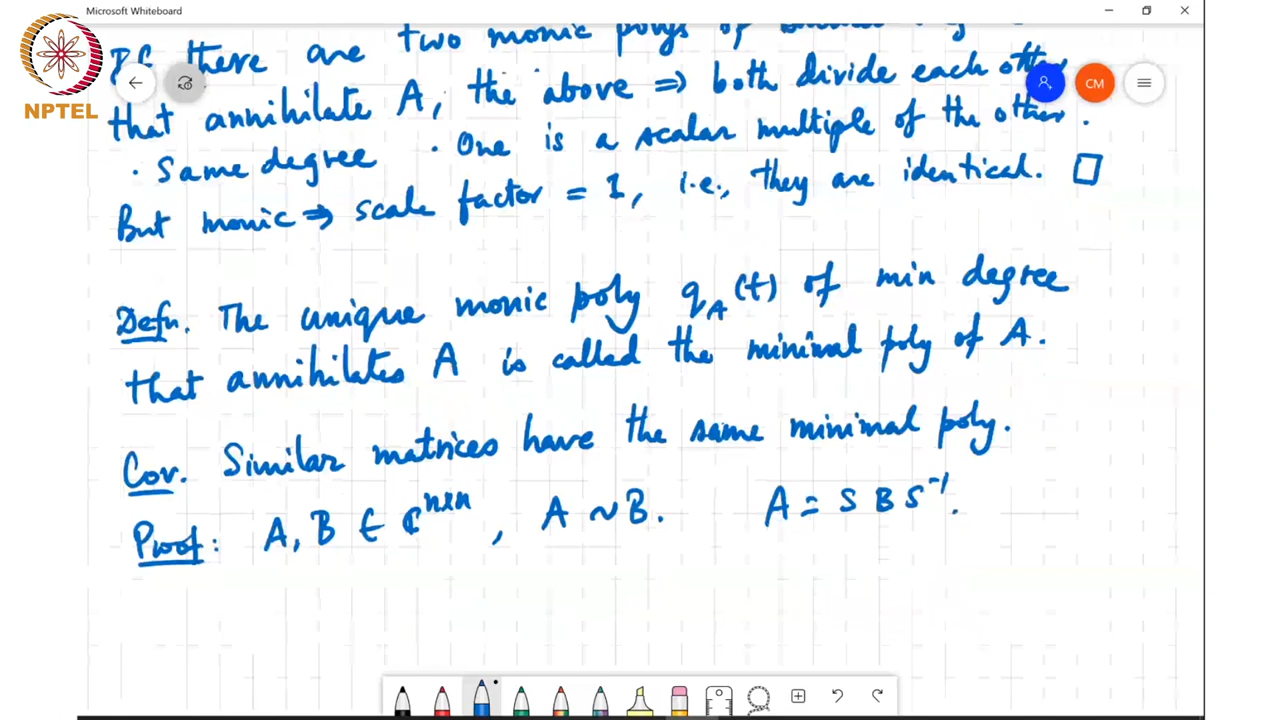 Microsoft Whiteboard
If there are two monic polys of
that annihilate A, the above ⇒ both divide each other
· Same degree · One is a scalar multiple of the other.
But monic ⇒ scale factor = 1, i.e., they are identical. □
Defn. The unique monic poly q_A(t) of min degree
that annihilates A is called the minimal poly of A.
Cor. Similar matrices have the same minimal poly.
Proof: A, B ∈ ℂ^{n×n}, A ~ B. A = S B S^{-1}.
NPTEL
CM